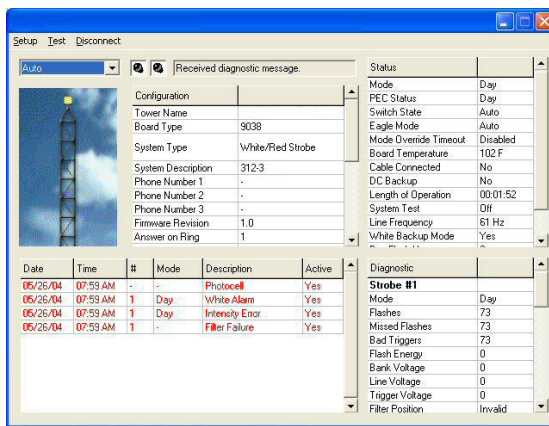 Setup Test Disconnect
Auto
Received diagnostic message.
Configuration
Tower Name
Board Type 9038
System Type White/Red Strobe
System Description 312-3
Phone Number 1 -
Phone Number 2 -
Phone Number 3 -
Firmware Revision 1.0
Answer on Ring 1
Status
Mode Day
PEC Status Day
Switch State Auto
Eagle Mode Auto
Mode Override Timeout Disabled
Board Temperature 102 F
Cable Connected No
DC Backup No
Length of Operation 00:01:52
System Test Off
Line Frequency 61 Hz
White Backup Mode Yes
Date Time # Mode Description Active
05/26/04 07:59 AM - - Photocell Yes
05/26/04 07:59 AM 1 Day White Alarm Yes
05/26/04 07:59 AM 1 Day Intensity Error Yes
05/26/04 07:59 AM 1 - Filter Failure Yes
Diagnostic
Strobe #1
Mode Day
Flashes 73
Missed Flashes 73
Bad Triggers 73
Flash Energy 0
Bank Voltage 0
Line Voltage 0
Trigger Voltage 0
Filter Position Invalid